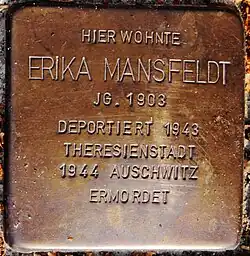 HIER WOHNTE
ERIKA MANSFELDT
JG. 1903
DEPORTIERT 1943
THERESIENSTADT
1944 AUSCHWITZ
ERMORDET